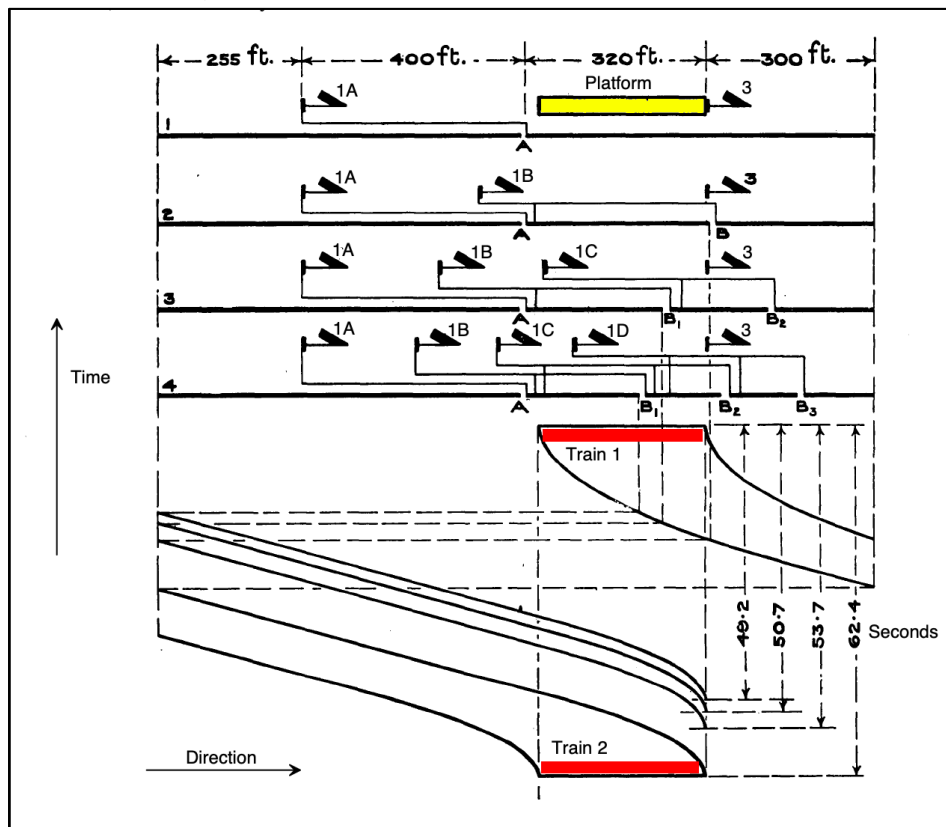 255 ft. 400 ft. 320 ft. 300 ft.
Platform
1A 3
1
A
1A 1B 3
2
A B
1A 1B 1C 3
3
A B1 B2
1A 1B 1C 1D 3
4
A B1 B2 B3
Time
Train 1
49.2 50.7 53.7 62.4 Seconds
Train 2
Direction